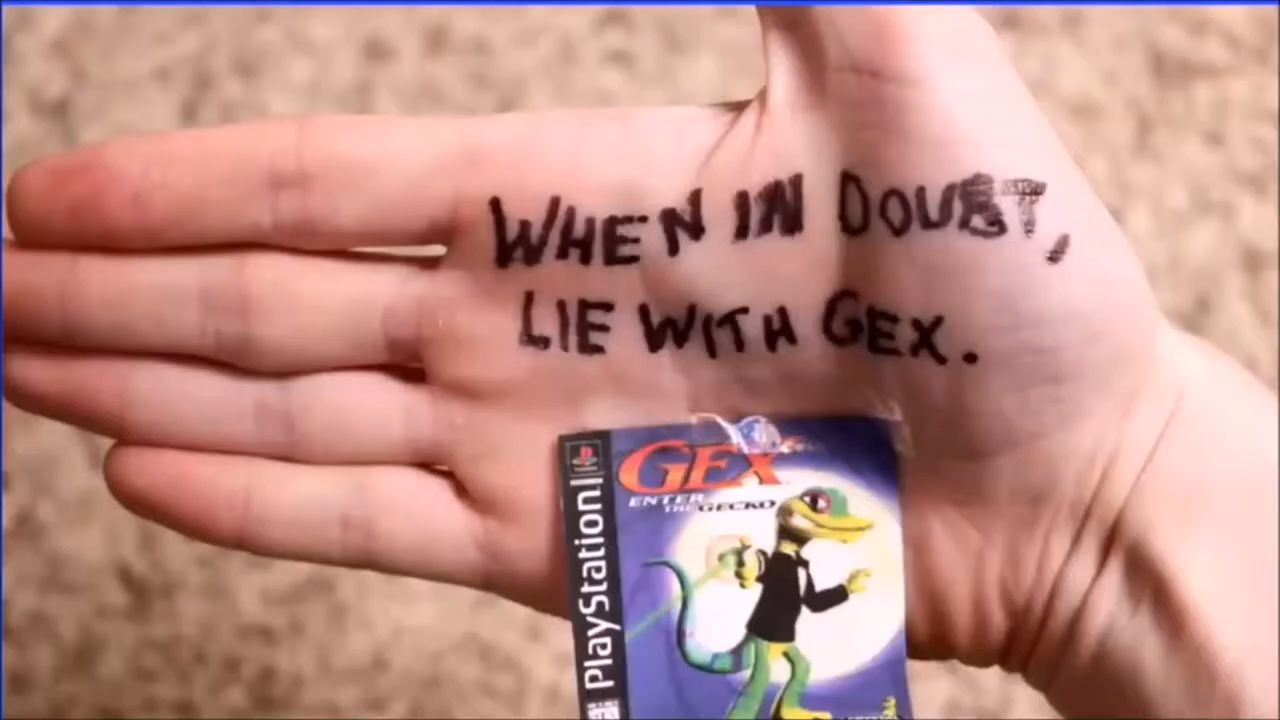 WHEN IN DOUBT,
LIE WITH GEX.
GEX
ENTER
THE GECKO
PlayStation